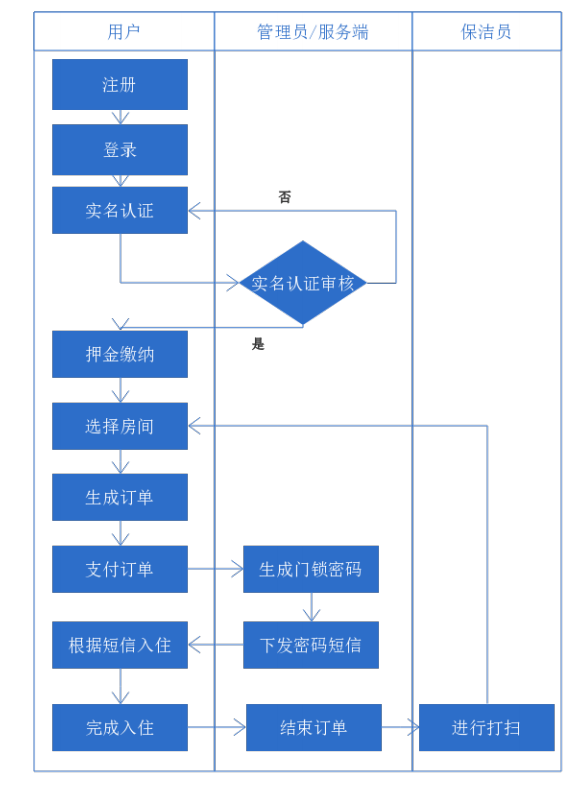 用户
管理员/服务端
保洁员
注册
登录
实名认证
否
实名认证审核
是
押金缴纳
选择房间
生成订单
支付订单
生成门锁密码
根据短信入住
下发密码短信
完成入住
结束订单
进行打扫